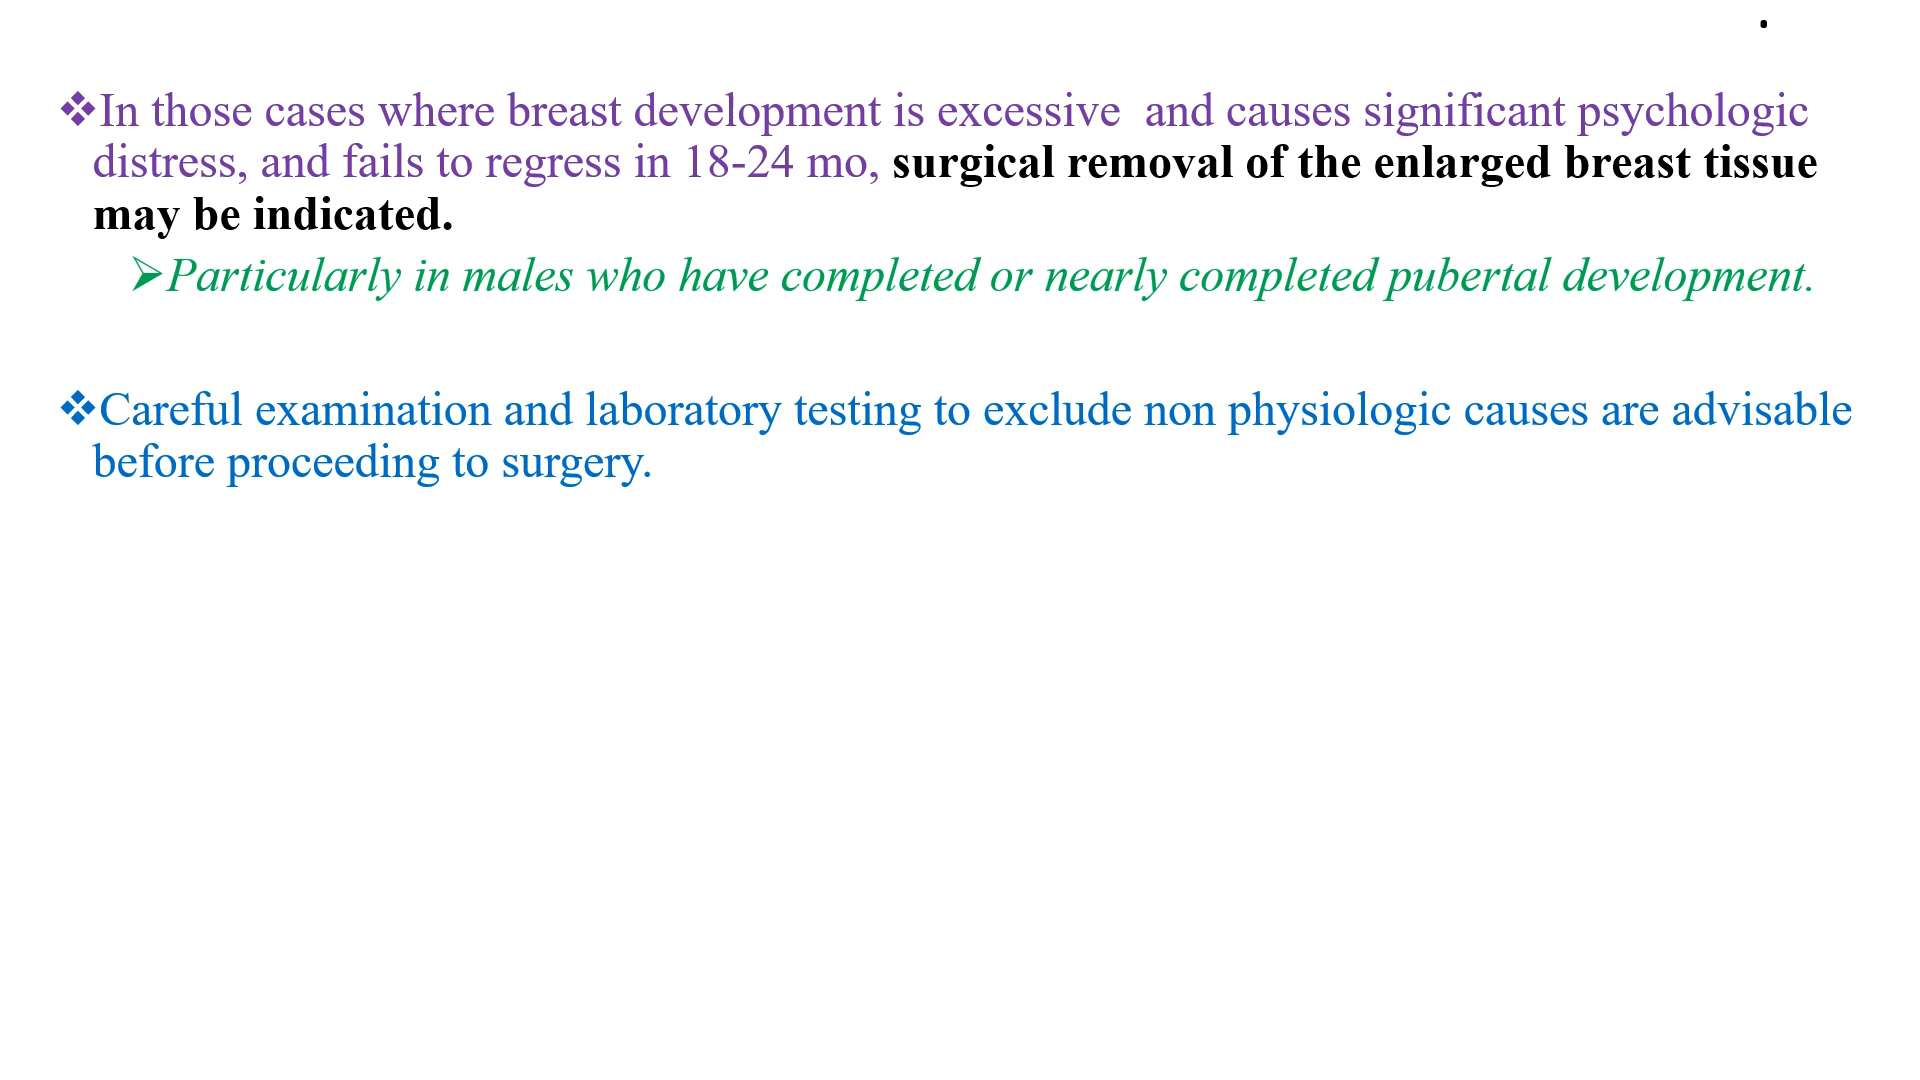 .
❖In those cases where breast development is excessive  and causes significant psychologic
distress, and fails to regress in 18-24 mo, surgical removal of the enlarged breast tissue
may be indicated.
➢Particularly in males who have completed or nearly completed pubertal development.
❖Careful examination and laboratory testing to exclude non physiologic causes are advisable
before proceeding to surgery.